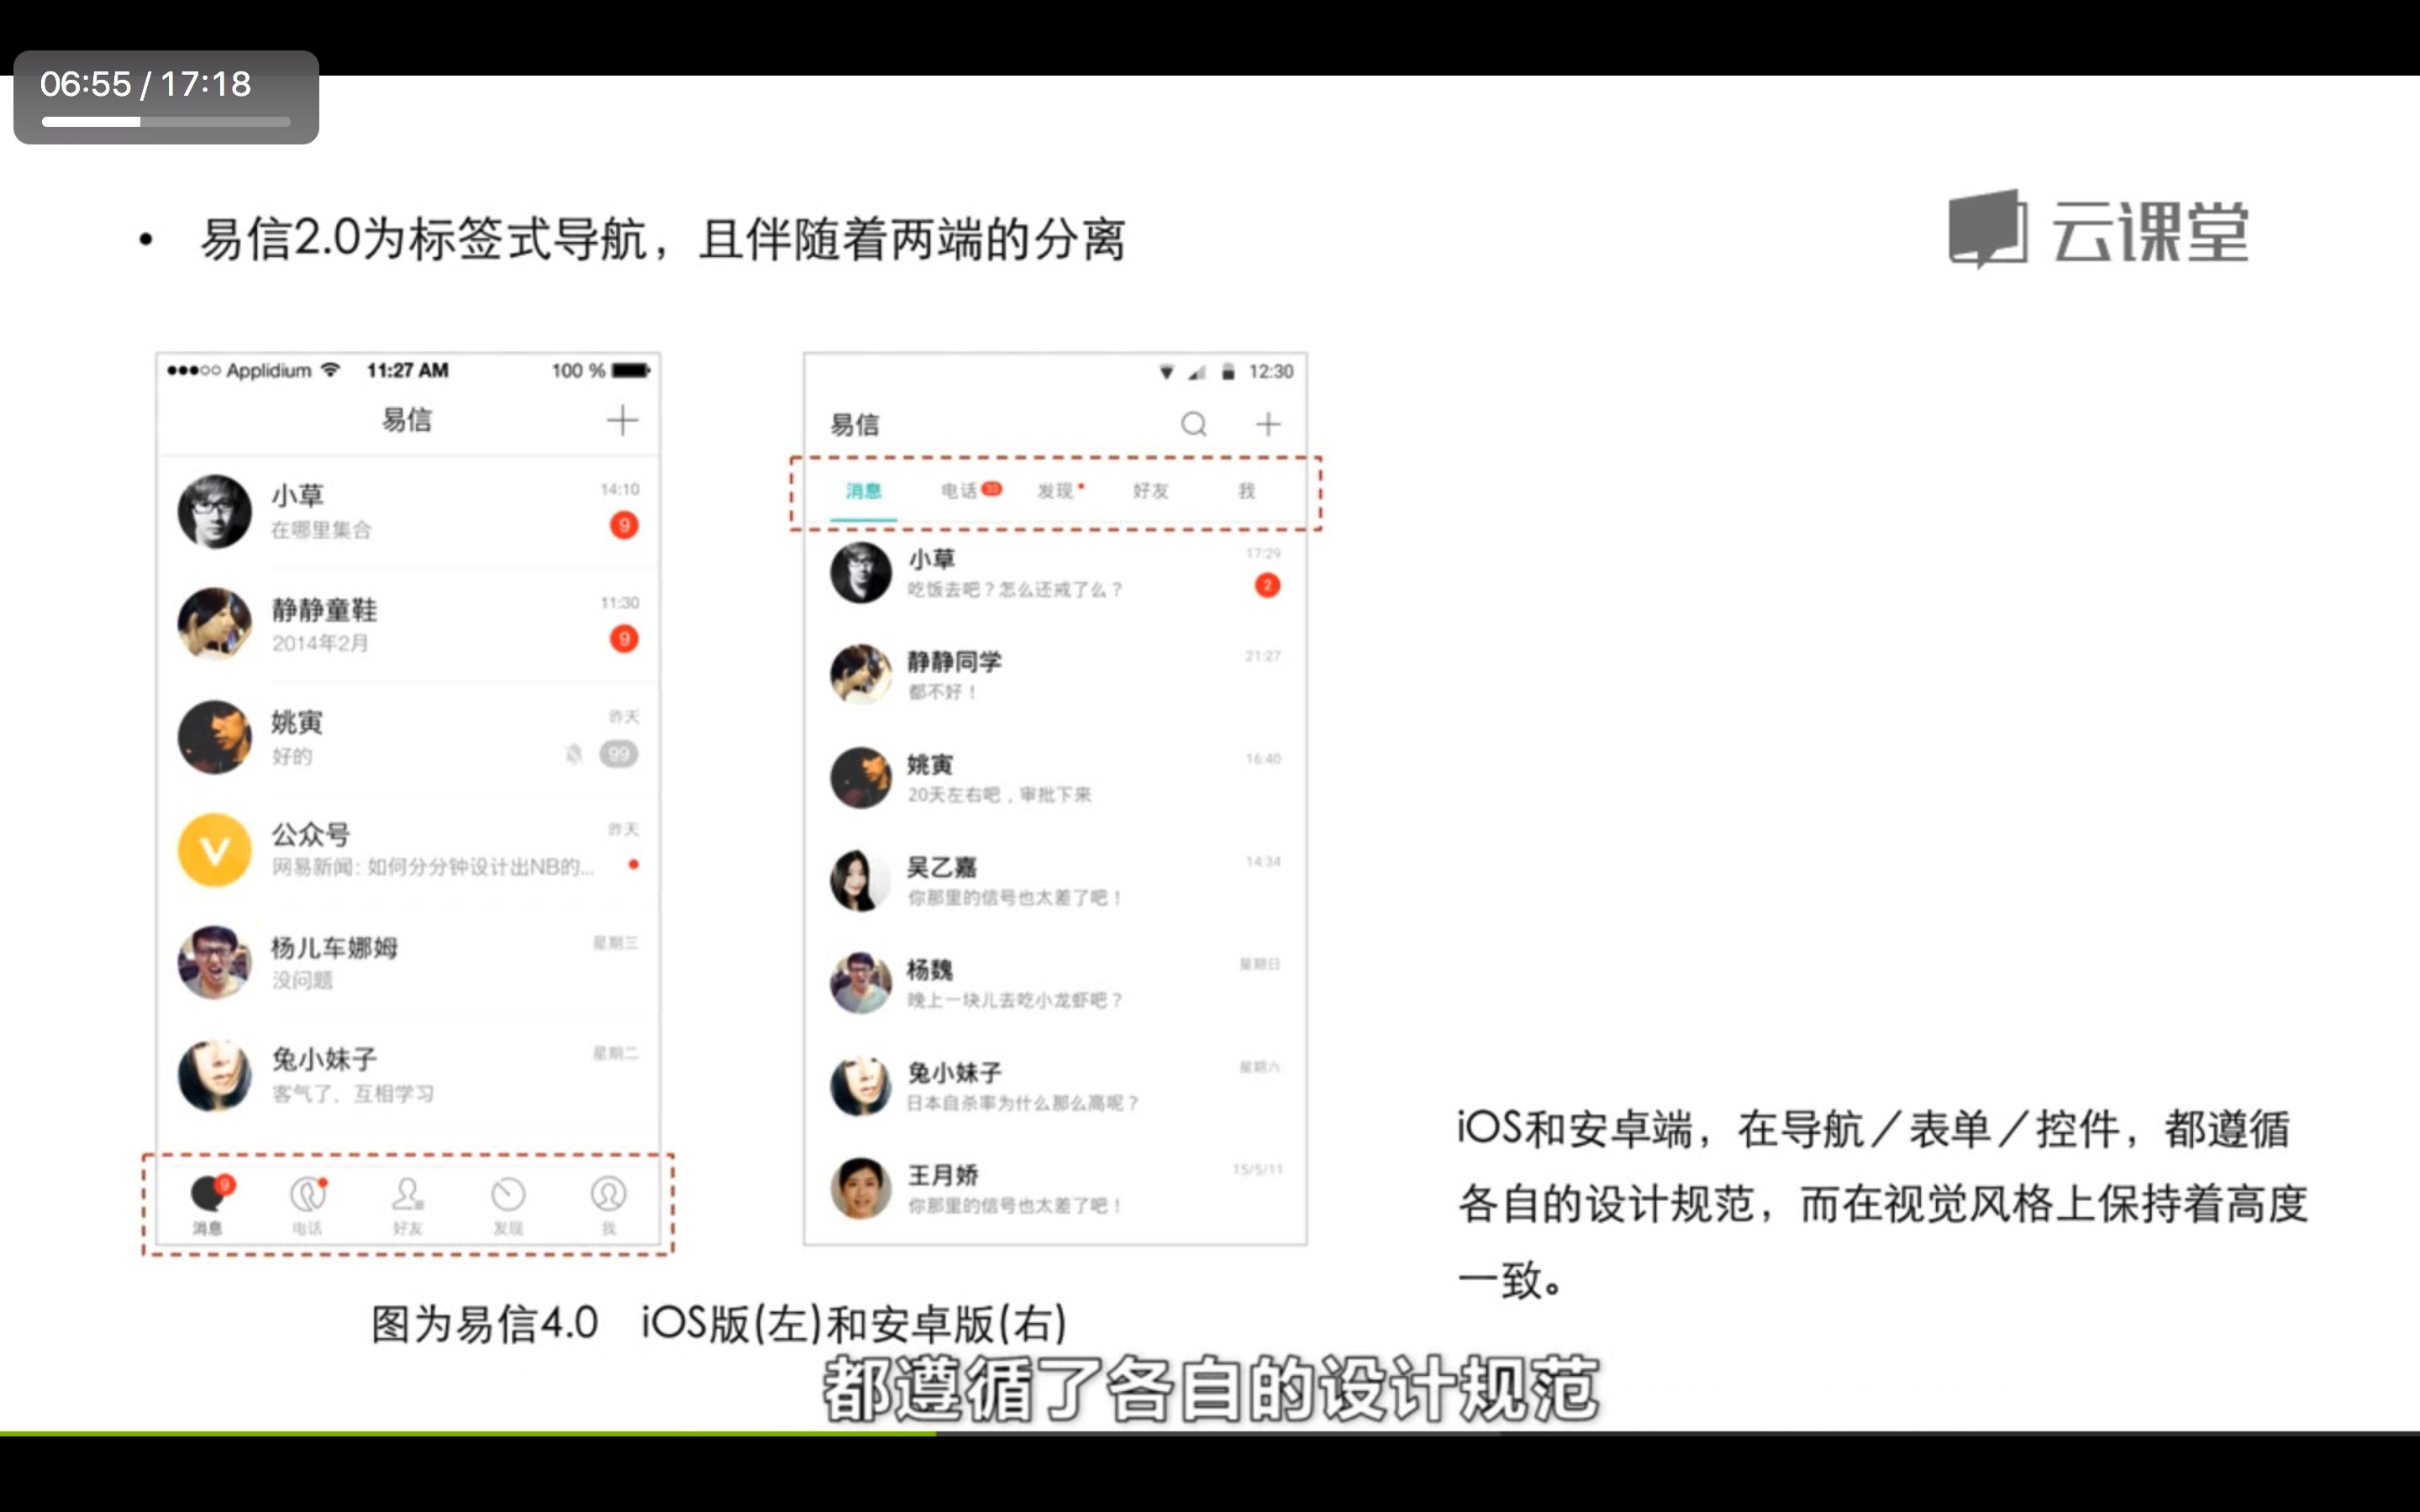 06:55 / 17:18
• 易信2.0为标签式导航，且伴随着两端的分离
云课堂
Applidium 11:27 AM 100 %
易信
小草 14:10
在哪里集合 9
静静童鞋 11:30
2014年2月 9
姚寅 昨天
好的 99
V
公众号 昨天
网易新闻: 如何分分钟设计出NB的...
杨儿车娜姆 星期三
没问题
兔小妹子 星期二
客气了、互相学习
9
消息 电话 好友 发现 我
12:30
易信
消息 电话 发现 好友 我
小草 17:29
吃饭去吧？怎么还戒了么？ 2
静静同学 21:27
都不好！
姚寅 16:40
20天左右吧，审批下来
吴乙嘉 14:34
你那里的信号也太差了吧！
杨魏 星期日
晚上一块儿去吃小龙虾吧？
兔小妹子 星期六
日本自杀率为什么那么高呢？
王月娇 15/5/11
你那里的信号也太差了吧！
iOS和安卓端，在导航／表单／控件，都遵循
各自的设计规范，而在视觉风格上保持着高度
一致。
图为易信4.0 iOS版(左)和安卓版(右)
都遵循了各自的设计规范